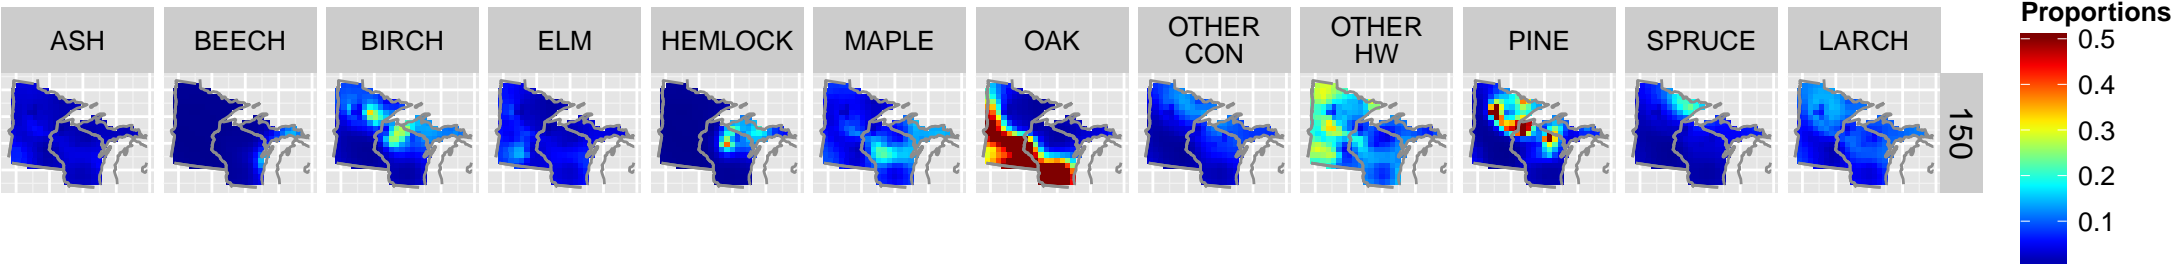 ASH
BEECH
BIRCH
ELM
HEMLOCK
MAPLE
OAK
OTHER
CON
OTHER
HW
PINE
SPRUCE
LARCH
150
Proportions
0.5
0.4
0.3
0.2
0.1